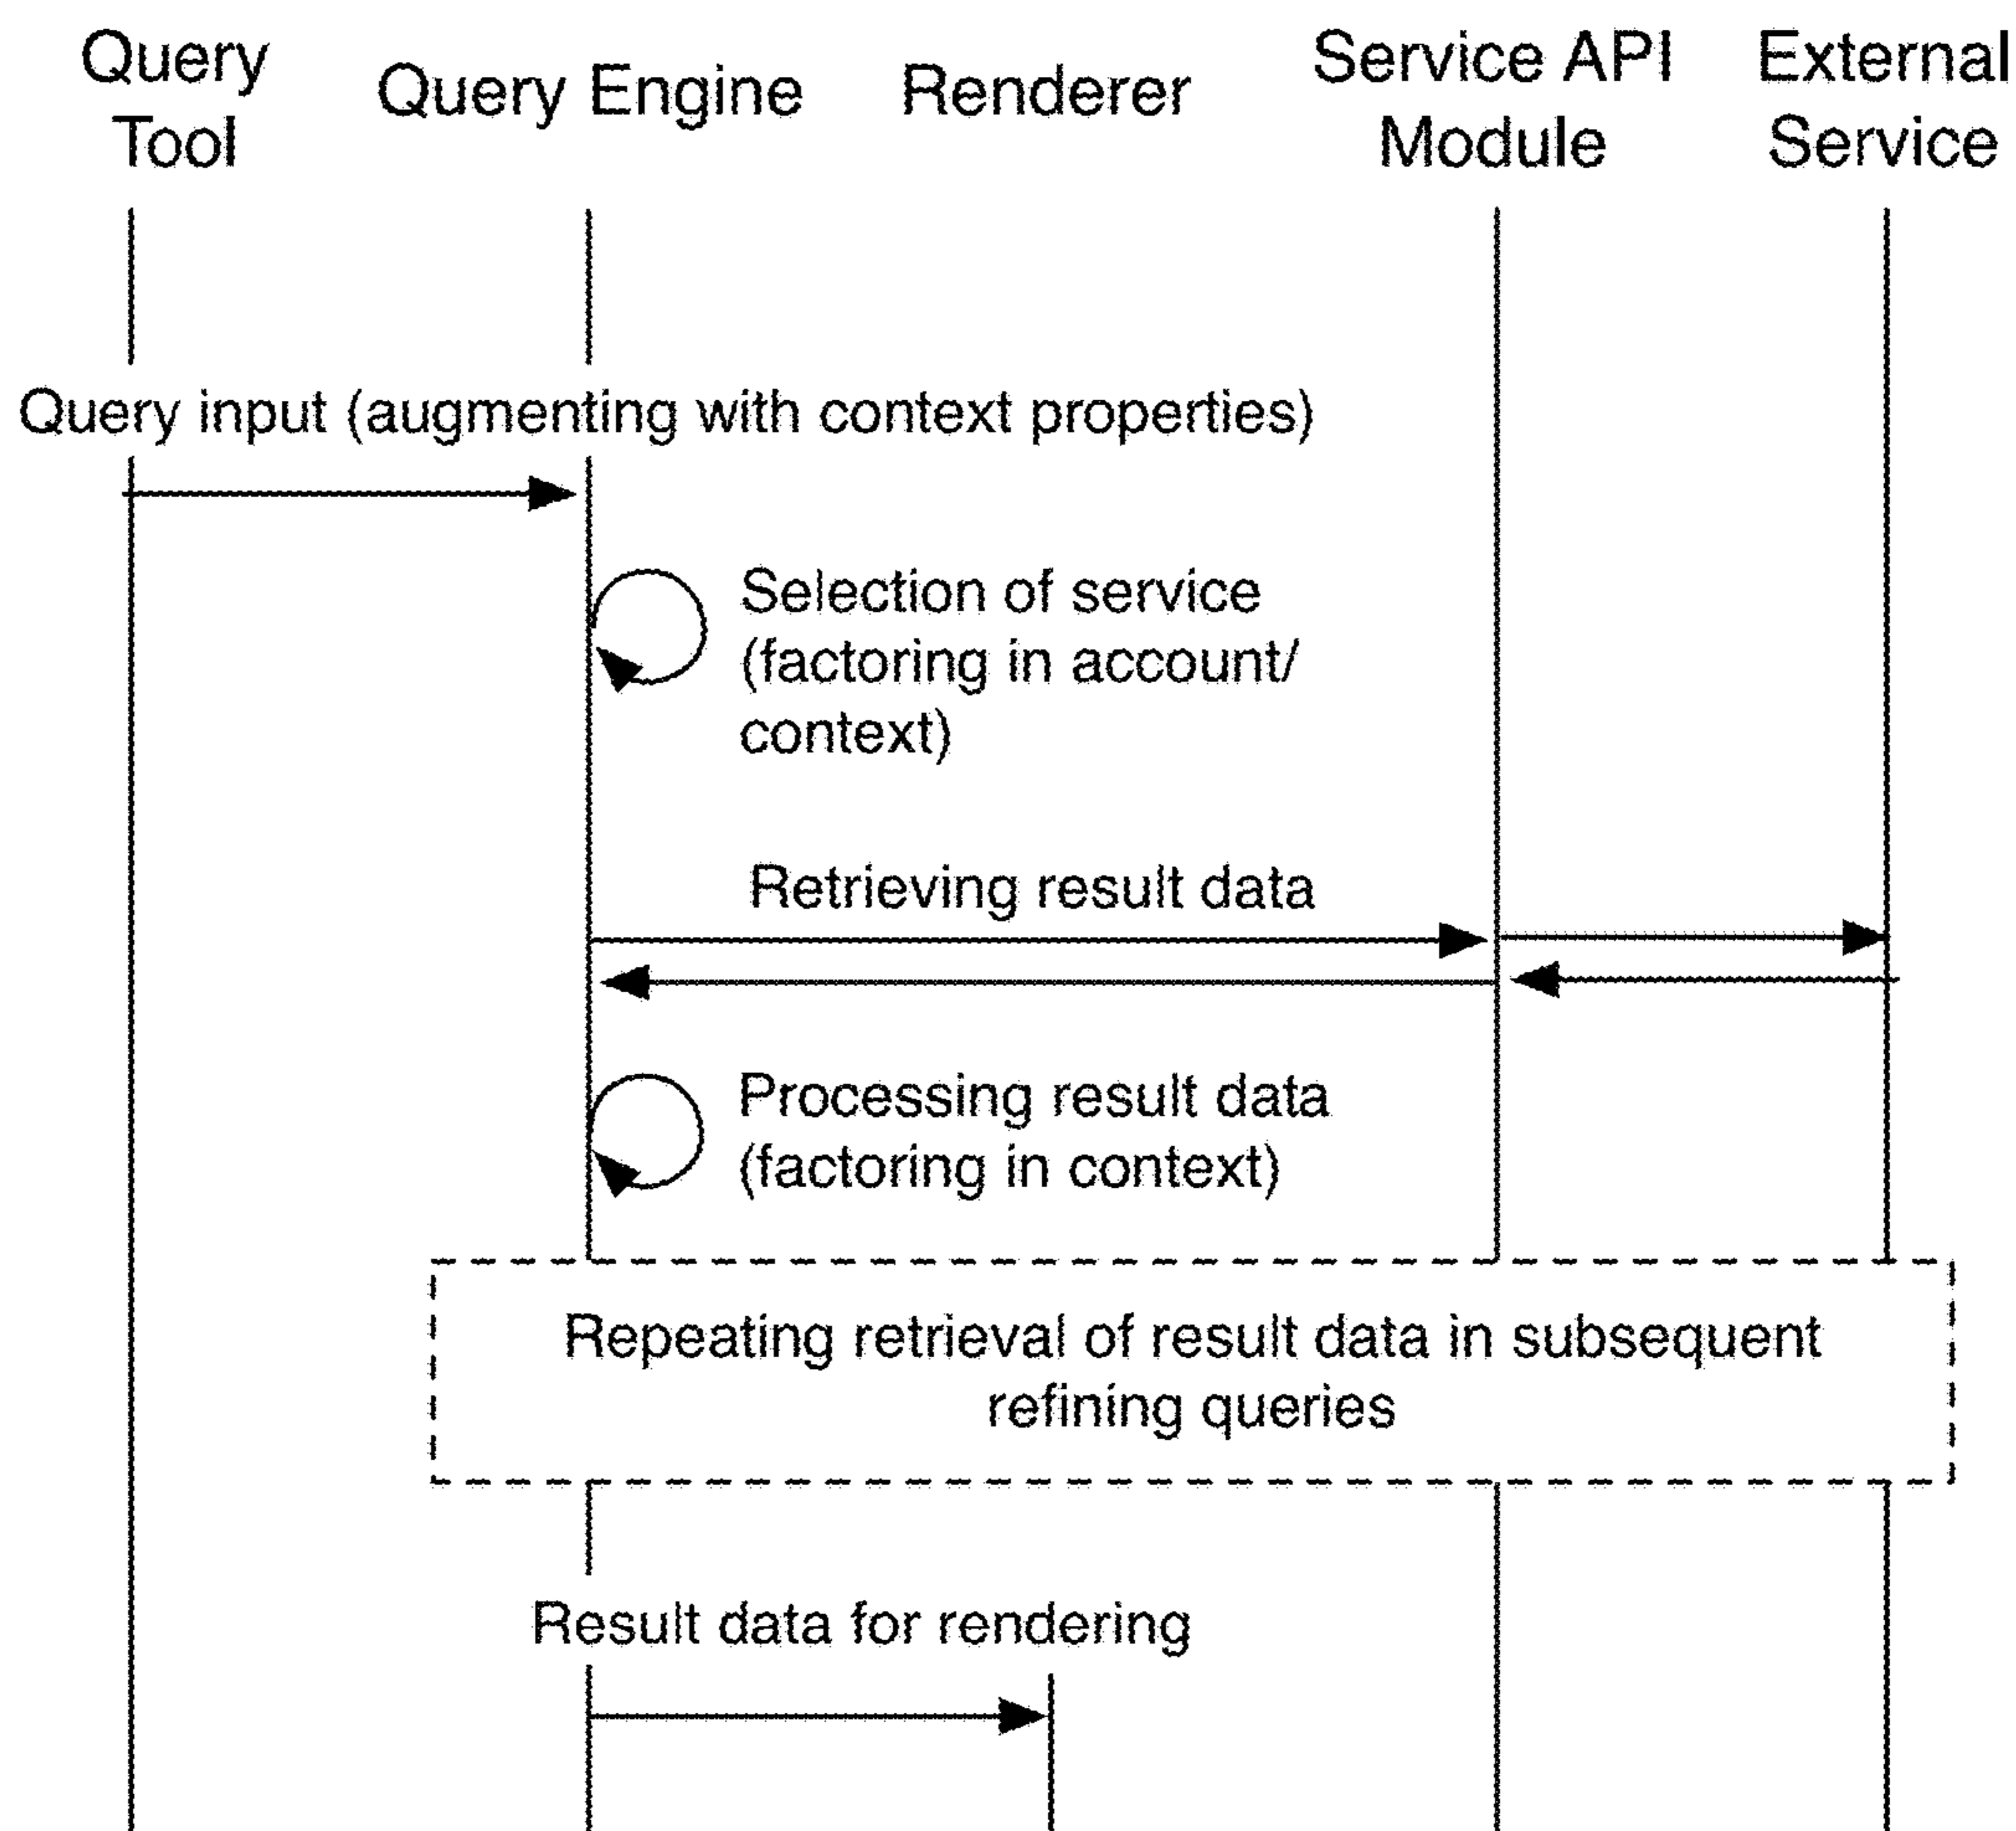 Query
Tool
Query Engine
Renderer
Service API
Module
External
Service
Query input (augmenting with context properties)
Selection of service
(factoring in account/
context)
Retrieving result data
Processing result data
(factoring in context)
Repeating retrieval of result data in subsequent
refining queries
Result data for rendering